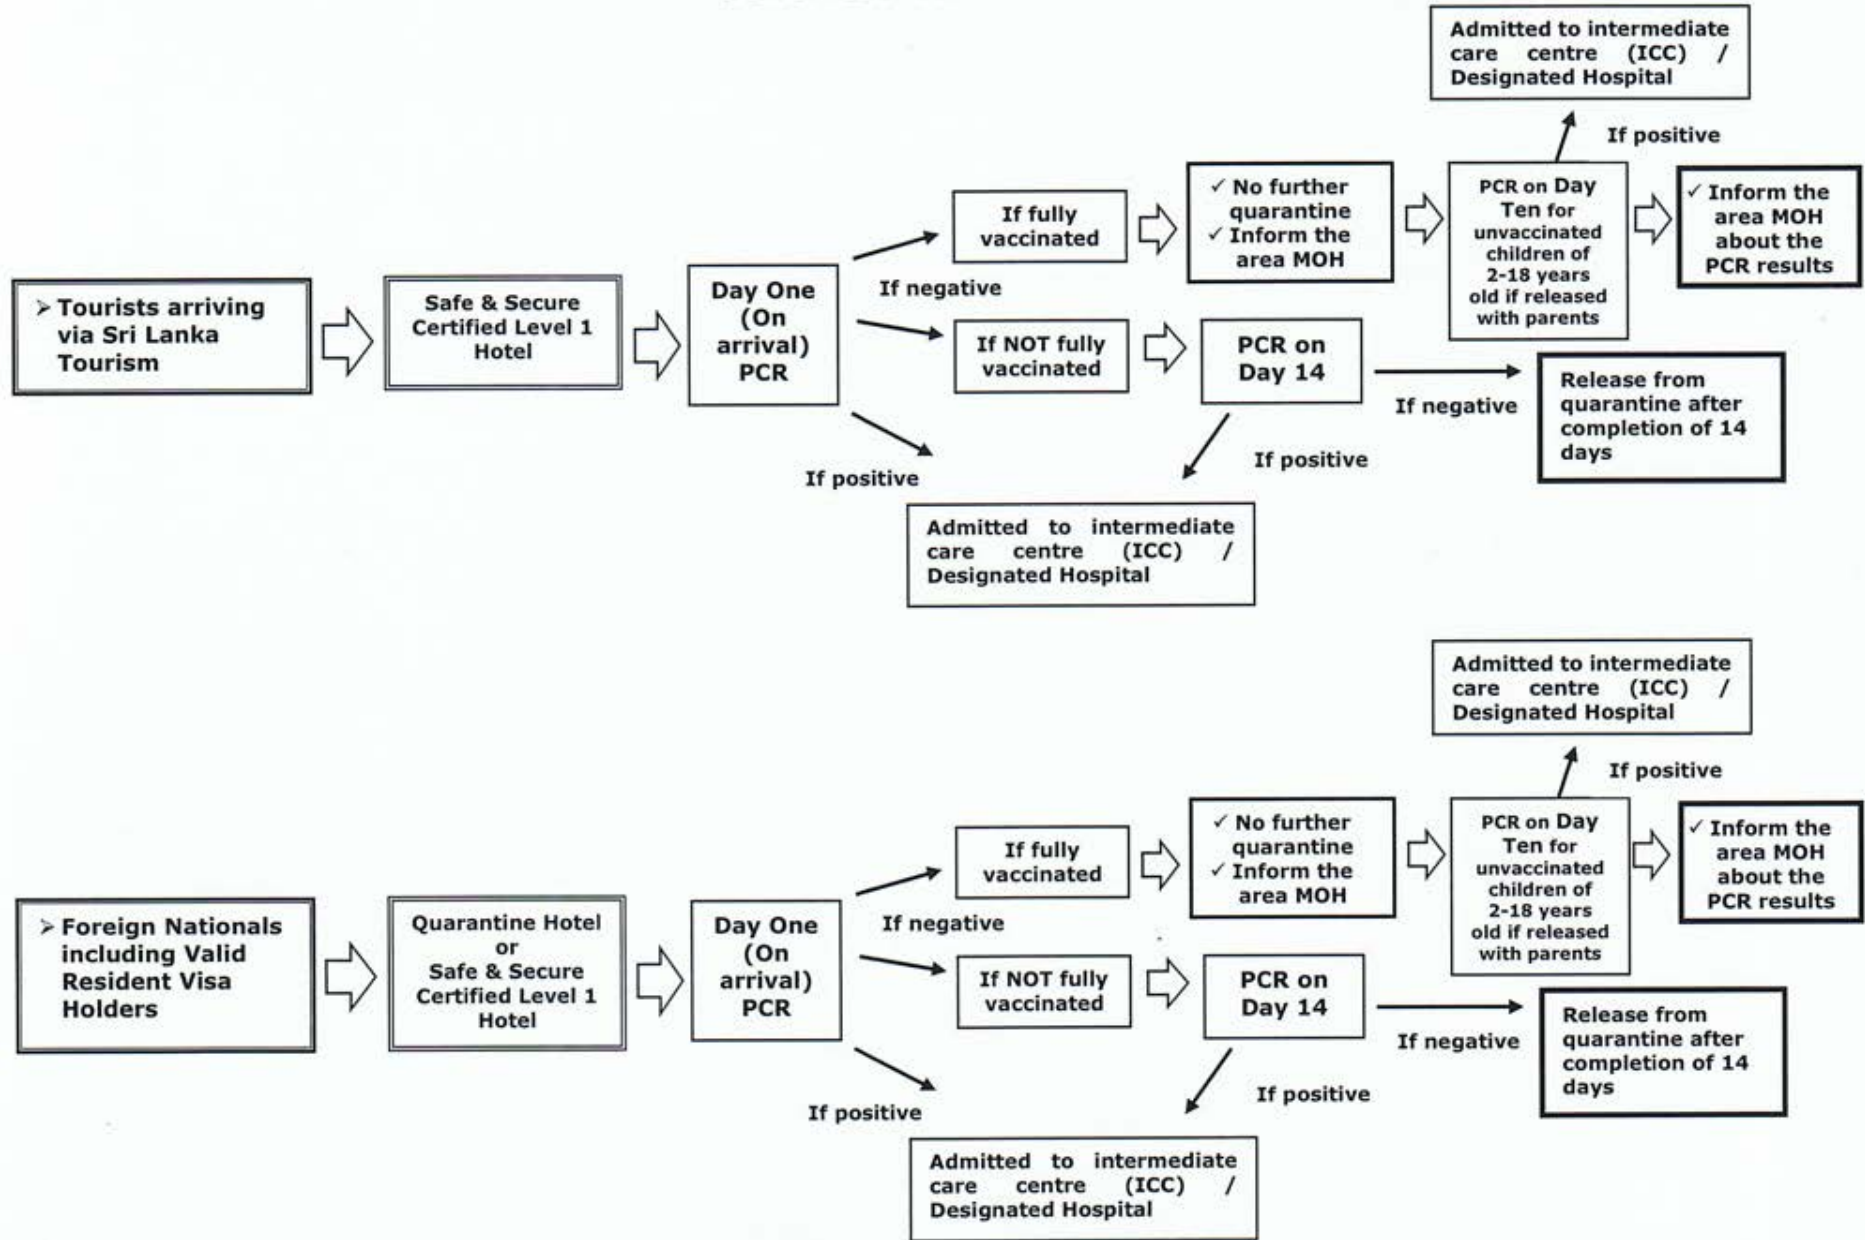 ➢ Tourists arriving
via Sri Lanka
Tourism
Safe & Secure
Certified Level 1
Hotel
Day One
(On
arrival)
PCR
If negative
If fully
vaccinated
✓ No further
quarantine
✓ Inform the
area MOH
PCR on Day
Ten for
unvaccinated
children of
2-18 years
old if released
with parents
If positive
Admitted to intermediate
care centre (ICC) /
Designated Hospital
✓ Inform the
area MOH
about the
PCR results
If NOT fully
vaccinated
PCR on
Day 14
If negative
Release from
quarantine after
completion of 14
days
If positive
If positive
Admitted to intermediate
care centre (ICC) /
Designated Hospital
➢ Foreign Nationals
including Valid
Resident Visa
Holders
Quarantine Hotel
or
Safe & Secure
Certified Level 1
Hotel
Day One
(On
arrival)
PCR
If negative
If fully
vaccinated
✓ No further
quarantine
✓ Inform the
area MOH
PCR on Day
Ten for
unvaccinated
children of
2-18 years
old if released
with parents
If positive
Admitted to intermediate
care centre (ICC) /
Designated Hospital
✓ Inform the
area MOH
about the
PCR results
If NOT fully
vaccinated
PCR on
Day 14
If negative
Release from
quarantine after
completion of 14
days
If positive
If positive
Admitted to intermediate
care centre (ICC) /
Designated Hospital